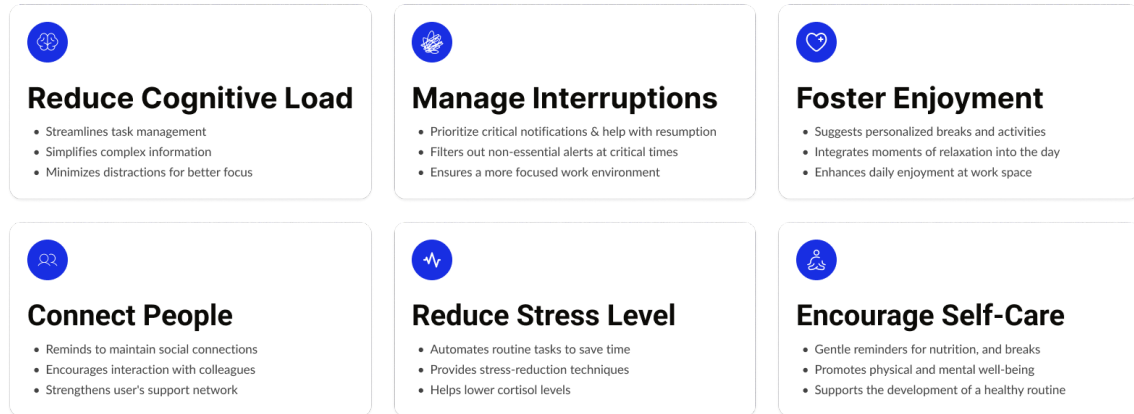 Reduce Cognitive Load
• Streamlines task management
• Simplifies complex information
• Minimizes distractions for better focus
Manage Interruptions
• Prioritize critical notifications & help with resumption
• Filters out non-essential alerts at critical times
• Ensures a more focused work environment
Foster Enjoyment
• Suggests personalized breaks and activities
• Integrates moments of relaxation into the day
• Enhances daily enjoyment at work space
Connect People
• Reminds to maintain social connections
• Encourages interaction with colleagues
• Strengthens user's support network
Reduce Stress Level
• Automates routine tasks to save time
• Provides stress-reduction techniques
• Helps lower cortisol levels
Encourage Self-Care
• Gentle reminders for nutrition, and breaks
• Promotes physical and mental well-being
• Supports the development of a healthy routine